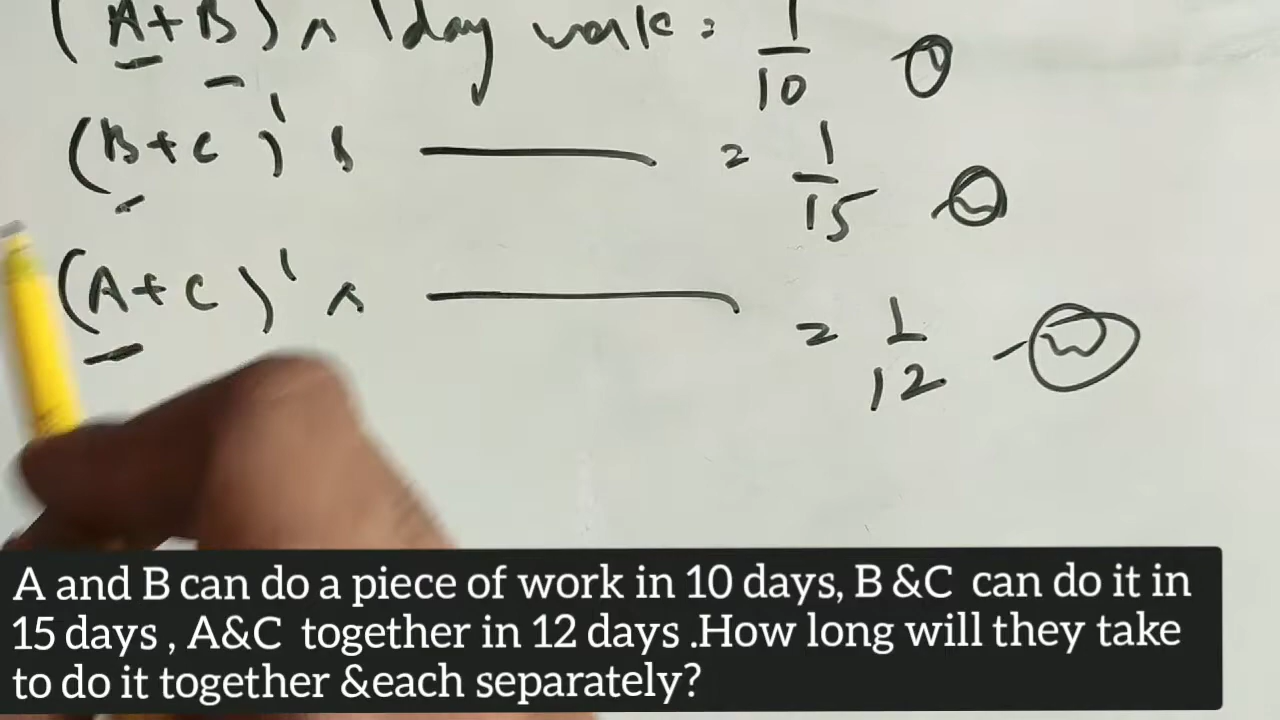 (A+B)'s 1 day work = 1/10 ①
(B+C)'s ——— = 1/15 —
(A+C)'s ——— = 1/12 —
A and B can do a piece of work in 10 days, B &C can do it in
15 days , A&C together in 12 days .How long will they take
to do it together &each separately?